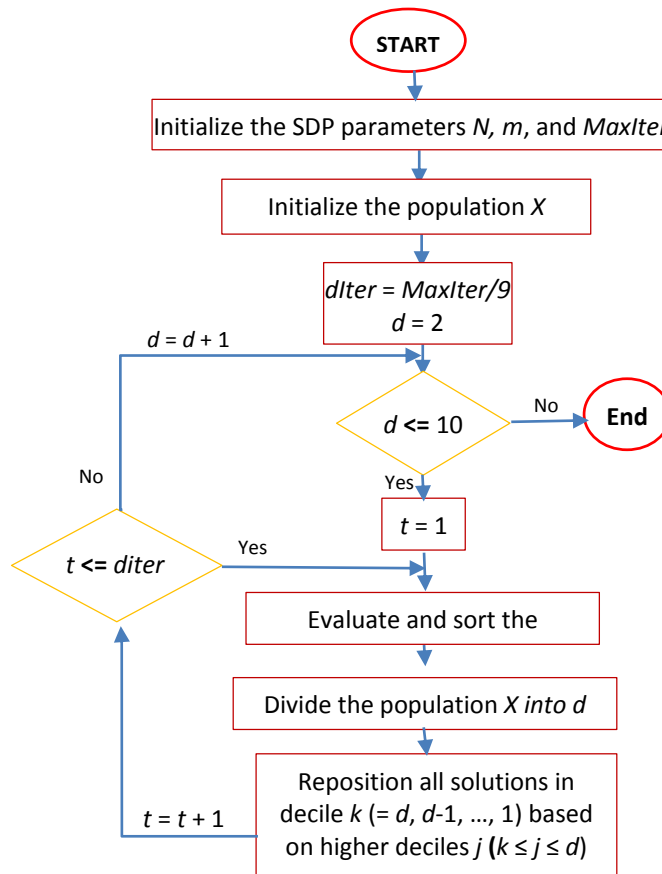 START
Initialize the SDP parameters N, m, and MaxIter
Initialize the population X
dIter = MaxIter/9
d = 2
d = d + 1
d <= 10
No
End
Yes
No
t = 1
t <= diter
Yes
Evaluate and sort the
Divide the population X into d
Reposition all solutions in
decile k (= d, d-1, ..., 1) based
on higher deciles j (k ≤ j ≤ d)
t = t + 1